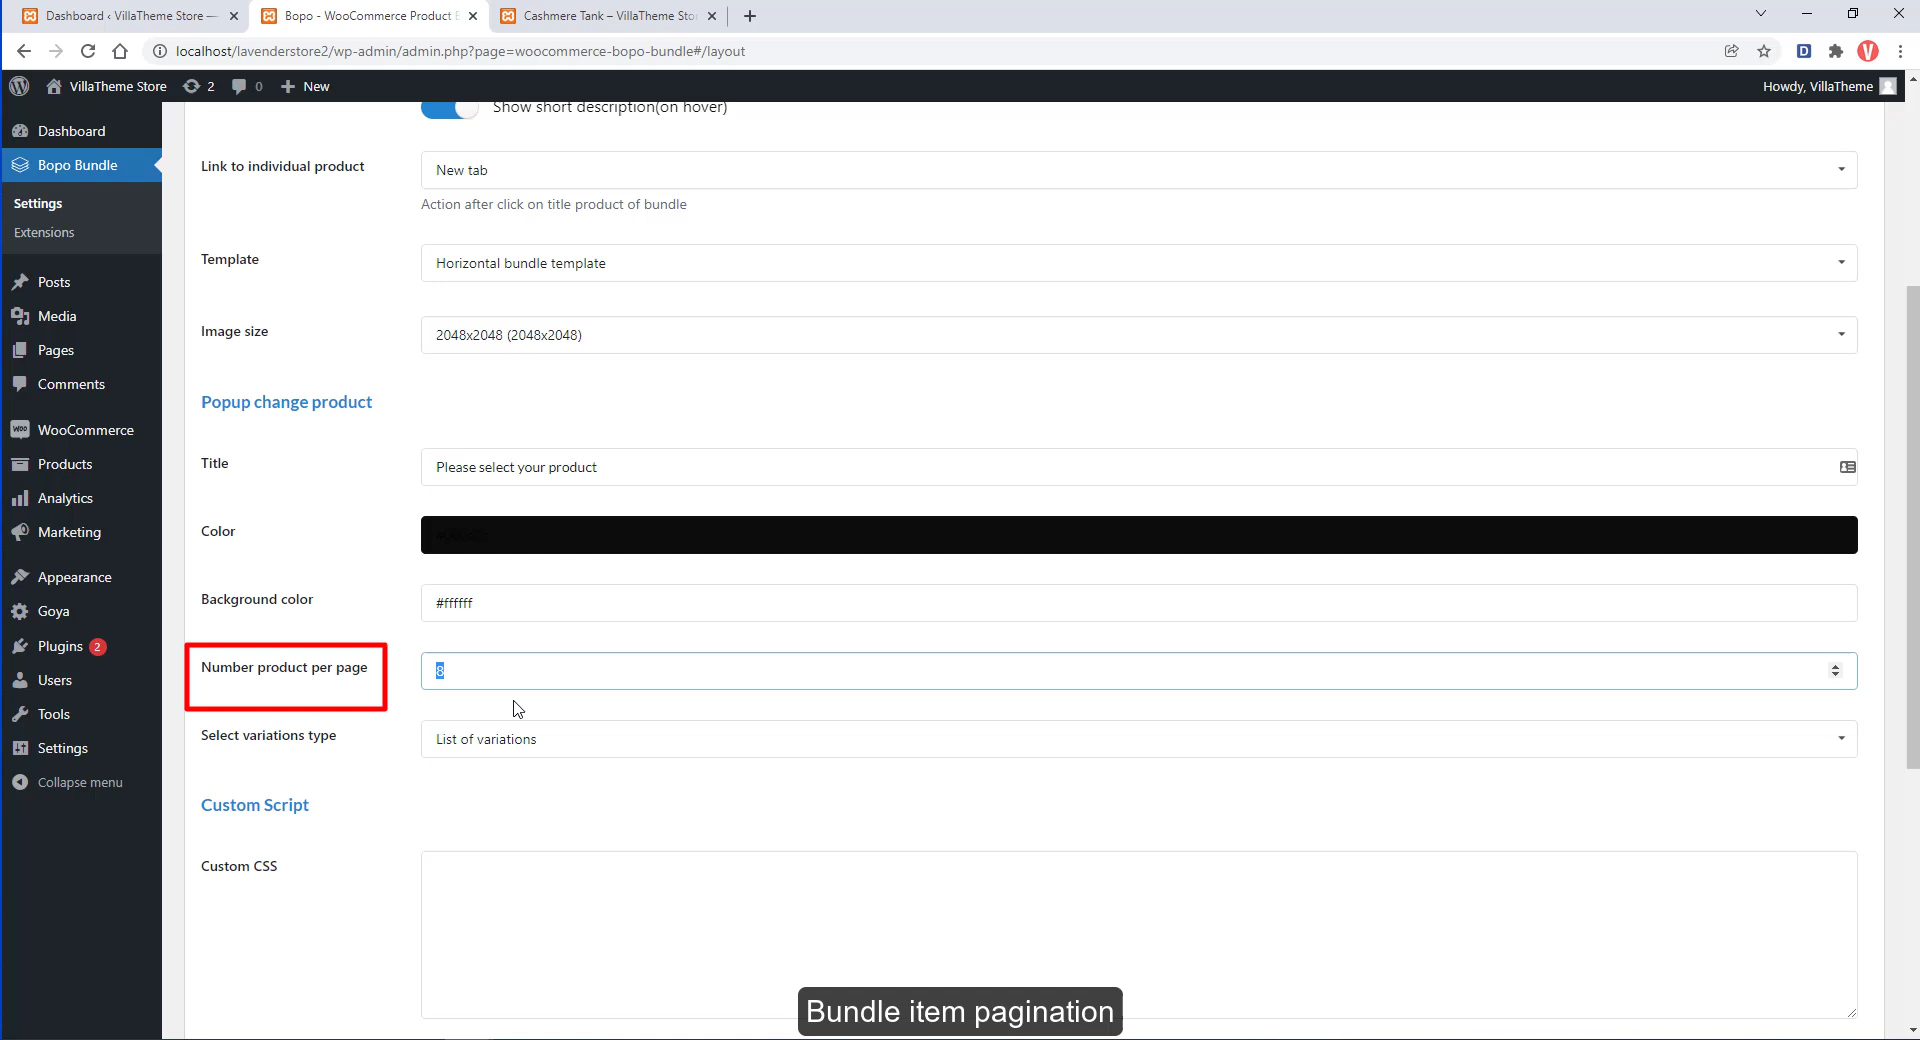 Dashboard ‹ VillaTheme Store —
Bopo - WooCommerce Product B
Cashmere Tank – VillaTheme Sto
localhost/lavenderstore2/wp-admin/admin.php?page=woocommerce-bopo-bundle#/layout
D
V
VillaTheme Store
2
0
New
Howdy, VillaTheme
Dashboard
Bopo Bundle
Settings
Extensions
Posts
Media
Pages
Comments
Woo
WooCommerce
Products
Analytics
Marketing
Appearance
Goya
Plugins 2
Users
Tools
Settings
Collapse menu
Show short description(on hover)
Link to individual product
New tab
Action after click on title product of bundle
Template
Horizontal bundle template
Image size
2048x2048 (2048x2048)
Popup change product
Title
Please select your product
Color
Background color
#ffffff
Number product per page
8
Select variations type
List of variations
Custom Script
Custom CSS
Bundle item pagination